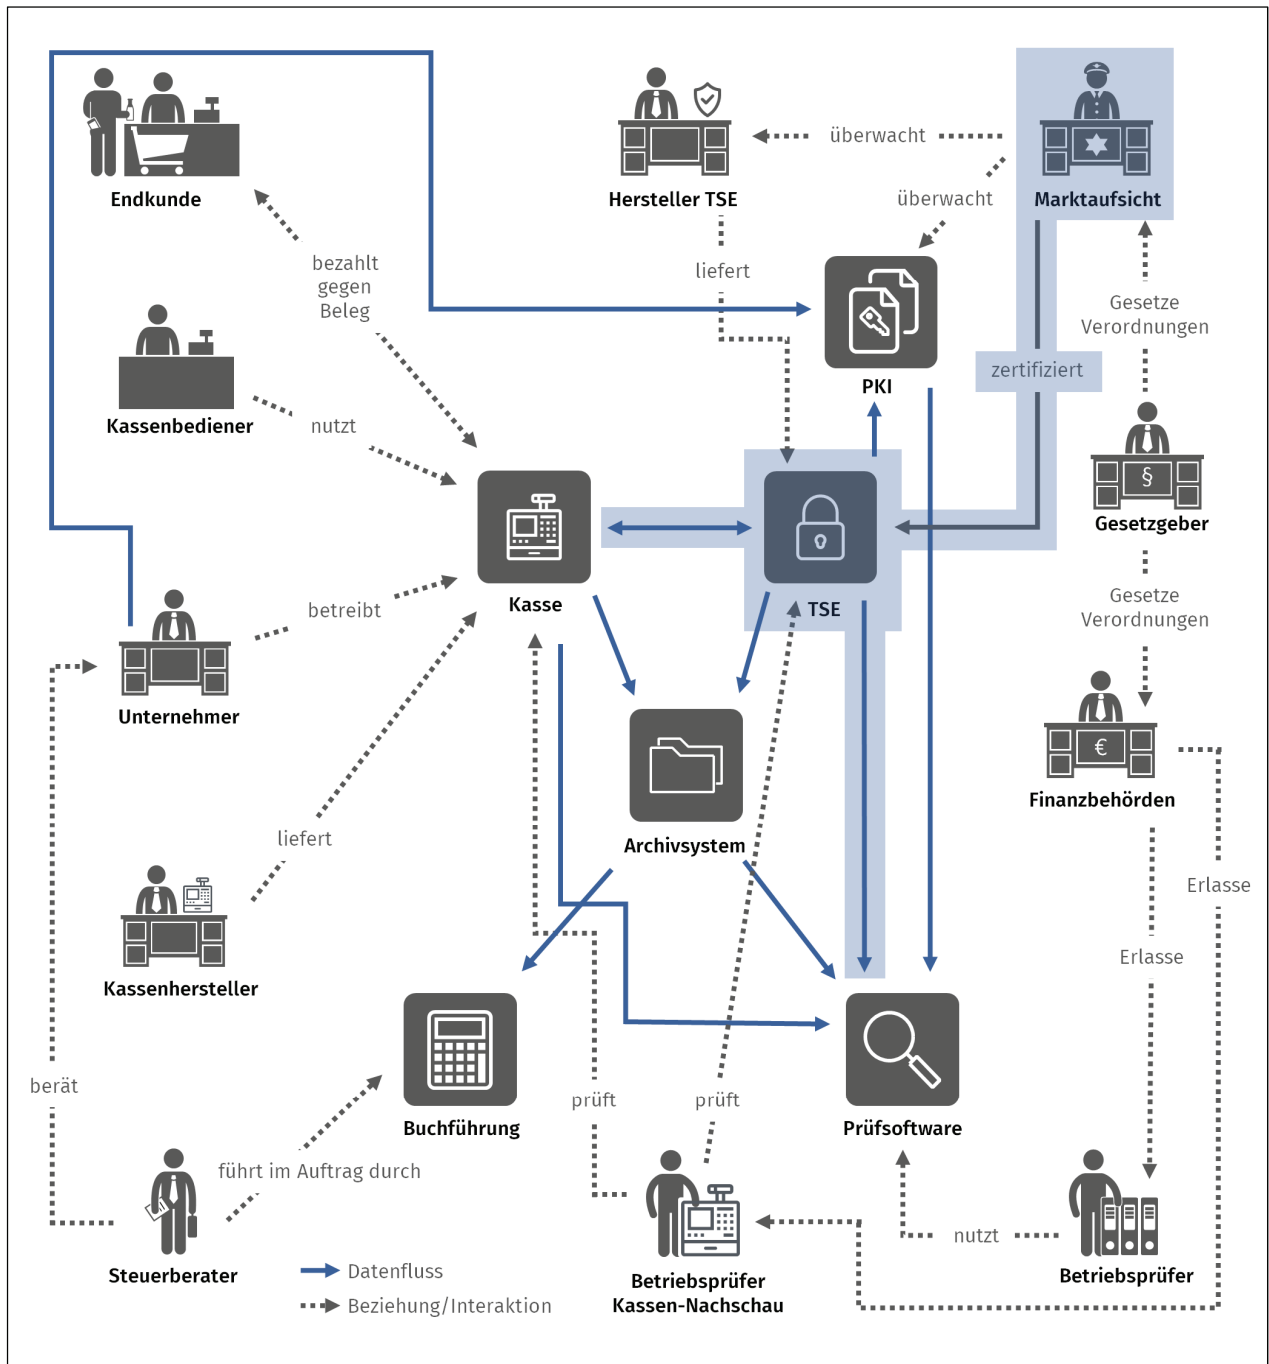 Endkunde
Hersteller TSE
überwacht
Marktaufsicht
überwacht
bezahlt
gegen
Beleg
liefert
PKI
Gesetze
Verordnungen
zertifiziert
Kassenbediener
nutzt
§
Gesetzgeber
Kasse
TSE
Gesetze
Verordnungen
betreibt
Unternehmer
€
Finanzbehörden
Archivsystem
liefert
Erlasse
Erlasse
Kassenhersteller
berät
Buchführung
prüft
prüft
Prüfsoftware
führt im Auftrag durch
nutzt
Steuerberater
Betriebsprüfer
Kassen-Nachschau
Betriebsprüfer
Datenfluss
Beziehung/Interaktion